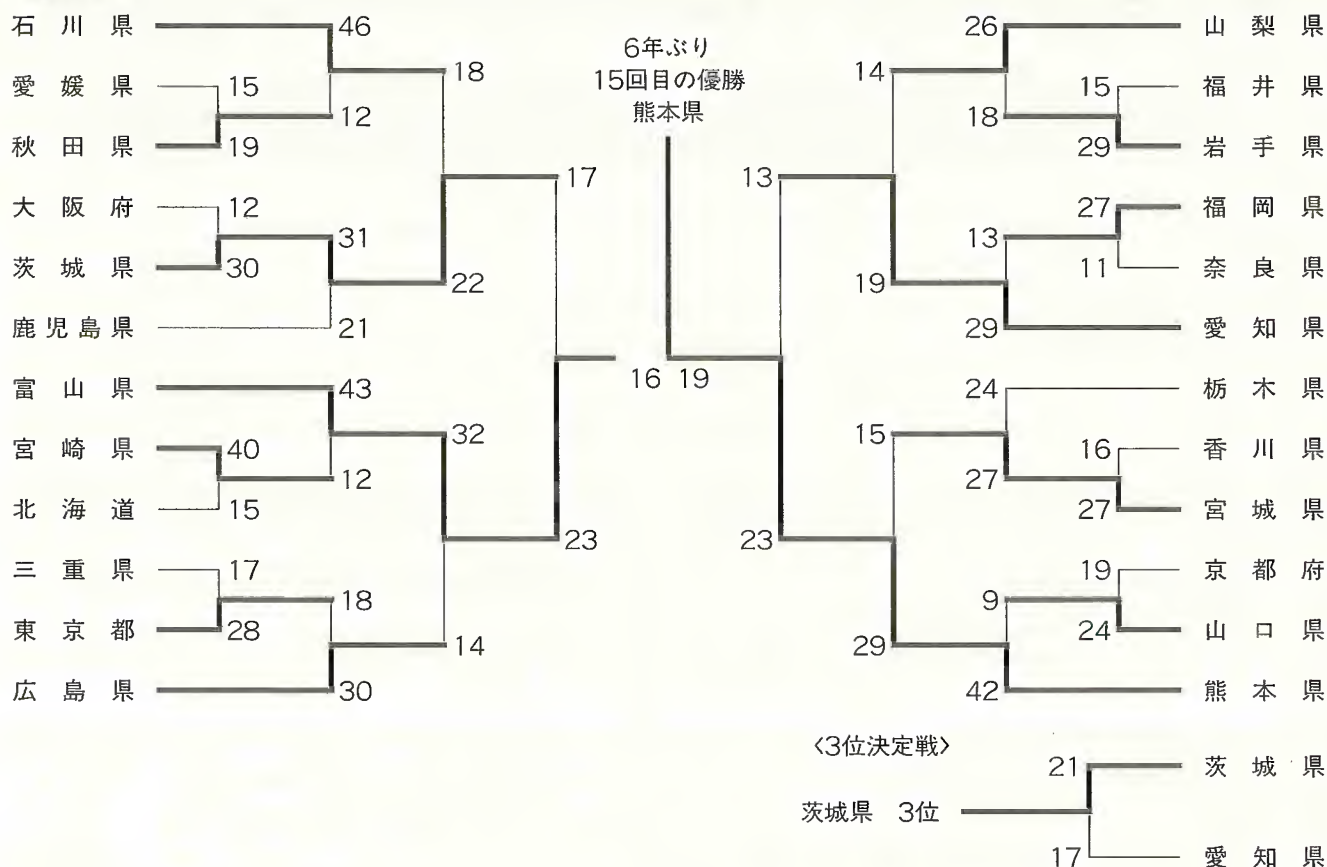 石川県 46
18
愛媛県 15
12
秋田県 19
17
大阪府 12
31
茨城県 30
22
鹿児島県 21
富山県 43
32
宮崎県 40
12
北海道 15
23
三重県 17
18
東京都 28
14
広島県 30
6年ぶり
15回目の優勝
熊本県
16 19
26 山梨県
14
15 福井県
18
29 岩手県
13
27 福岡県
13
11 奈良県
19
29 愛知県
24 栃木県
15
16 香川県
27
27 宮城県
23
19 京都府
9
24 山口県
29
42 熊本県
〈3位決定戦〉
21 茨城県
茨城県 3位
17 愛知県